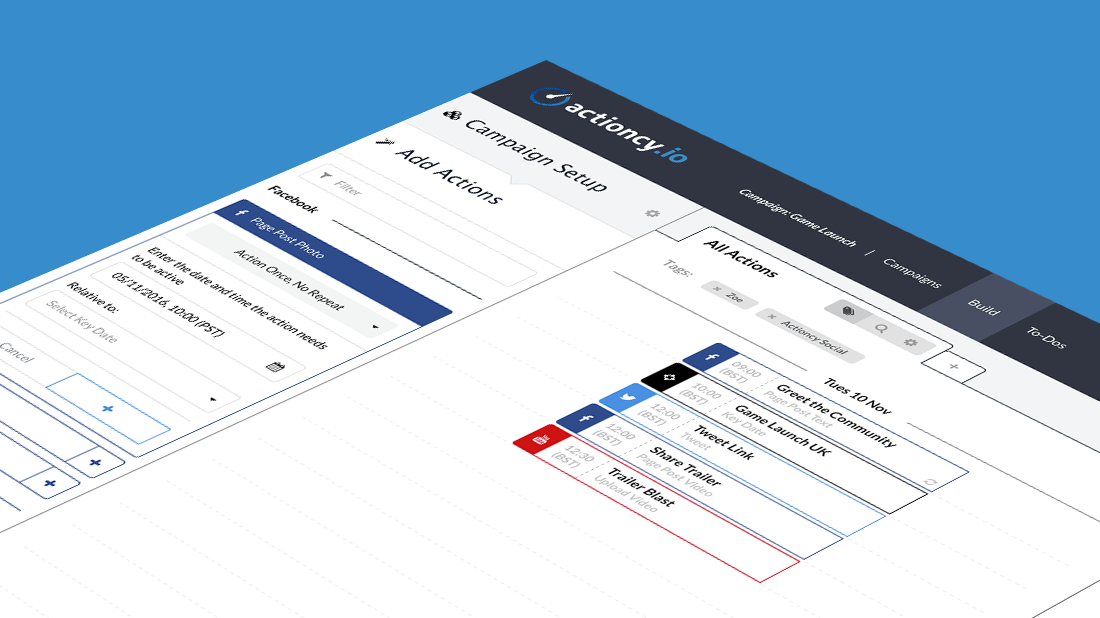 actioncy.io
Campaign: Game Launch | Campaigns
Build
To-Dos
Campaign Setup
Add Actions
Filter
Facebook
Page Post Photo
Action Once, No Repeat
Enter the date and time the action needs
to be active
05/11/2016, 10:00 (PST)
Relative to:
Select Key Date
Cancel
All Actions
Tags:
× Zoe
× Actioncy Social
Tues 10 Nov
09:00
(BST)
Greet the Community
Page Post Text
10:00
(BST)
Game Launch UK
Key Date
12:00
(BST)
Tweet Link
Tweet
12:00
(BST)
Share Trailer
Page Post Video
12:30
(BST)
Trailer Blast
Upload Video